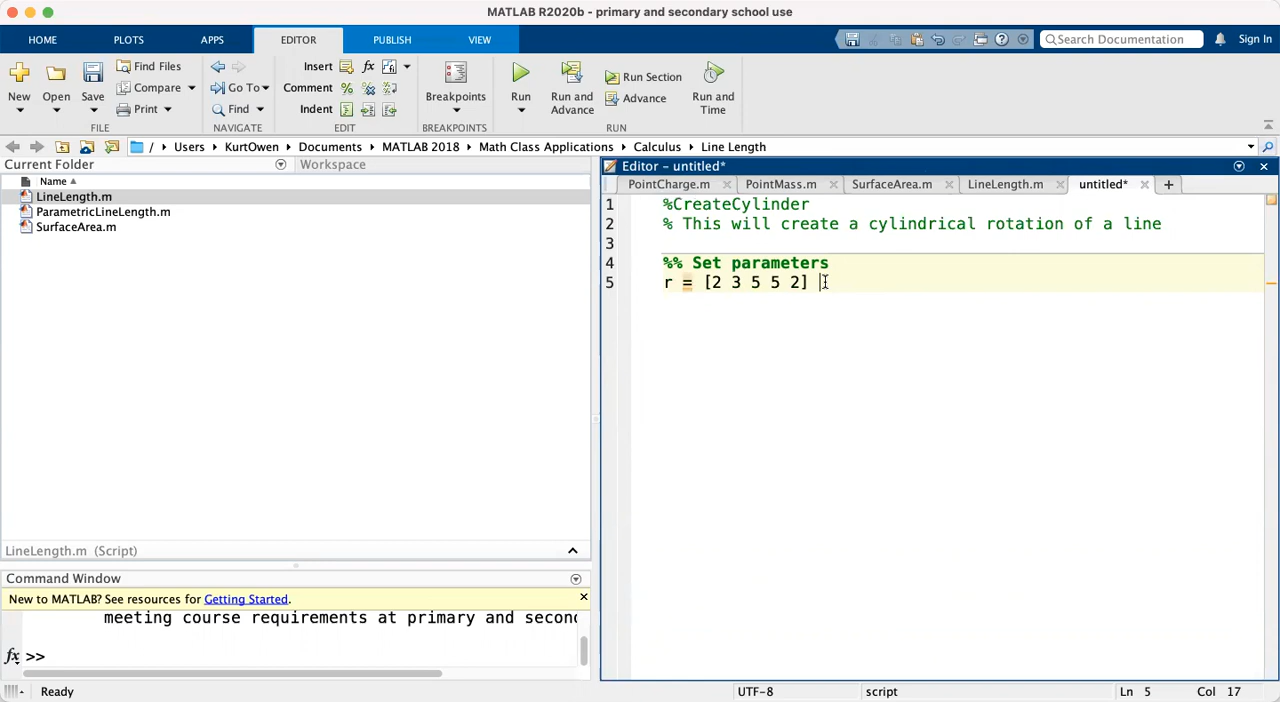 MATLAB R2020b - primary and secondary school use
HOME PLOTS APPS EDITOR PUBLISH VIEW Search Documentation Sign In
New Open Save Find Files Compare Print Go To Find Insert fx Comment Indent Breakpoints Run Run and Advance Run Section Advance Run and Time
FILE NAVIGATE EDIT BREAKPOINTS RUN
/ Users KurtOwen Documents MATLAB 2018 Math Class Applications Calculus Line Length
Current Folder Workspace
Name
LineLength.m
ParametricLineLength.m
SurfaceArea.m
LineLength.m (Script)
Command Window
New to MATLAB? See resources for Getting Started.
meeting course requirements at primary and second
fx >>
Editor - untitled*
PointCharge.m PointMass.m SurfaceArea.m LineLength.m untitled*
1 %CreateCylinder
2 % This will create a cylindrical rotation of a line
3
4 %% Set parameters
5 r = [2 3 5 5 2]
Ready UTF-8 script Ln 5 Col 17